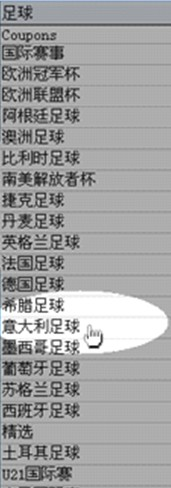 足球
Coupons
国际赛事
欧洲冠军杯
欧洲联盟杯
阿根廷足球
澳洲足球
比利时足球
南美解放者杯
捷克足球
丹麦足球
英格兰足球
法国足球
德国足球
希腊足球
意大利足球
墨西哥足球
葡萄牙足球
苏格兰足球
西班牙足球
精选
土耳其足球
U21国际赛